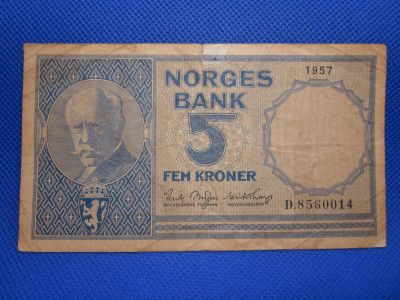 1957
NORGES
BANK
5
FEM KRONER
D.8560014